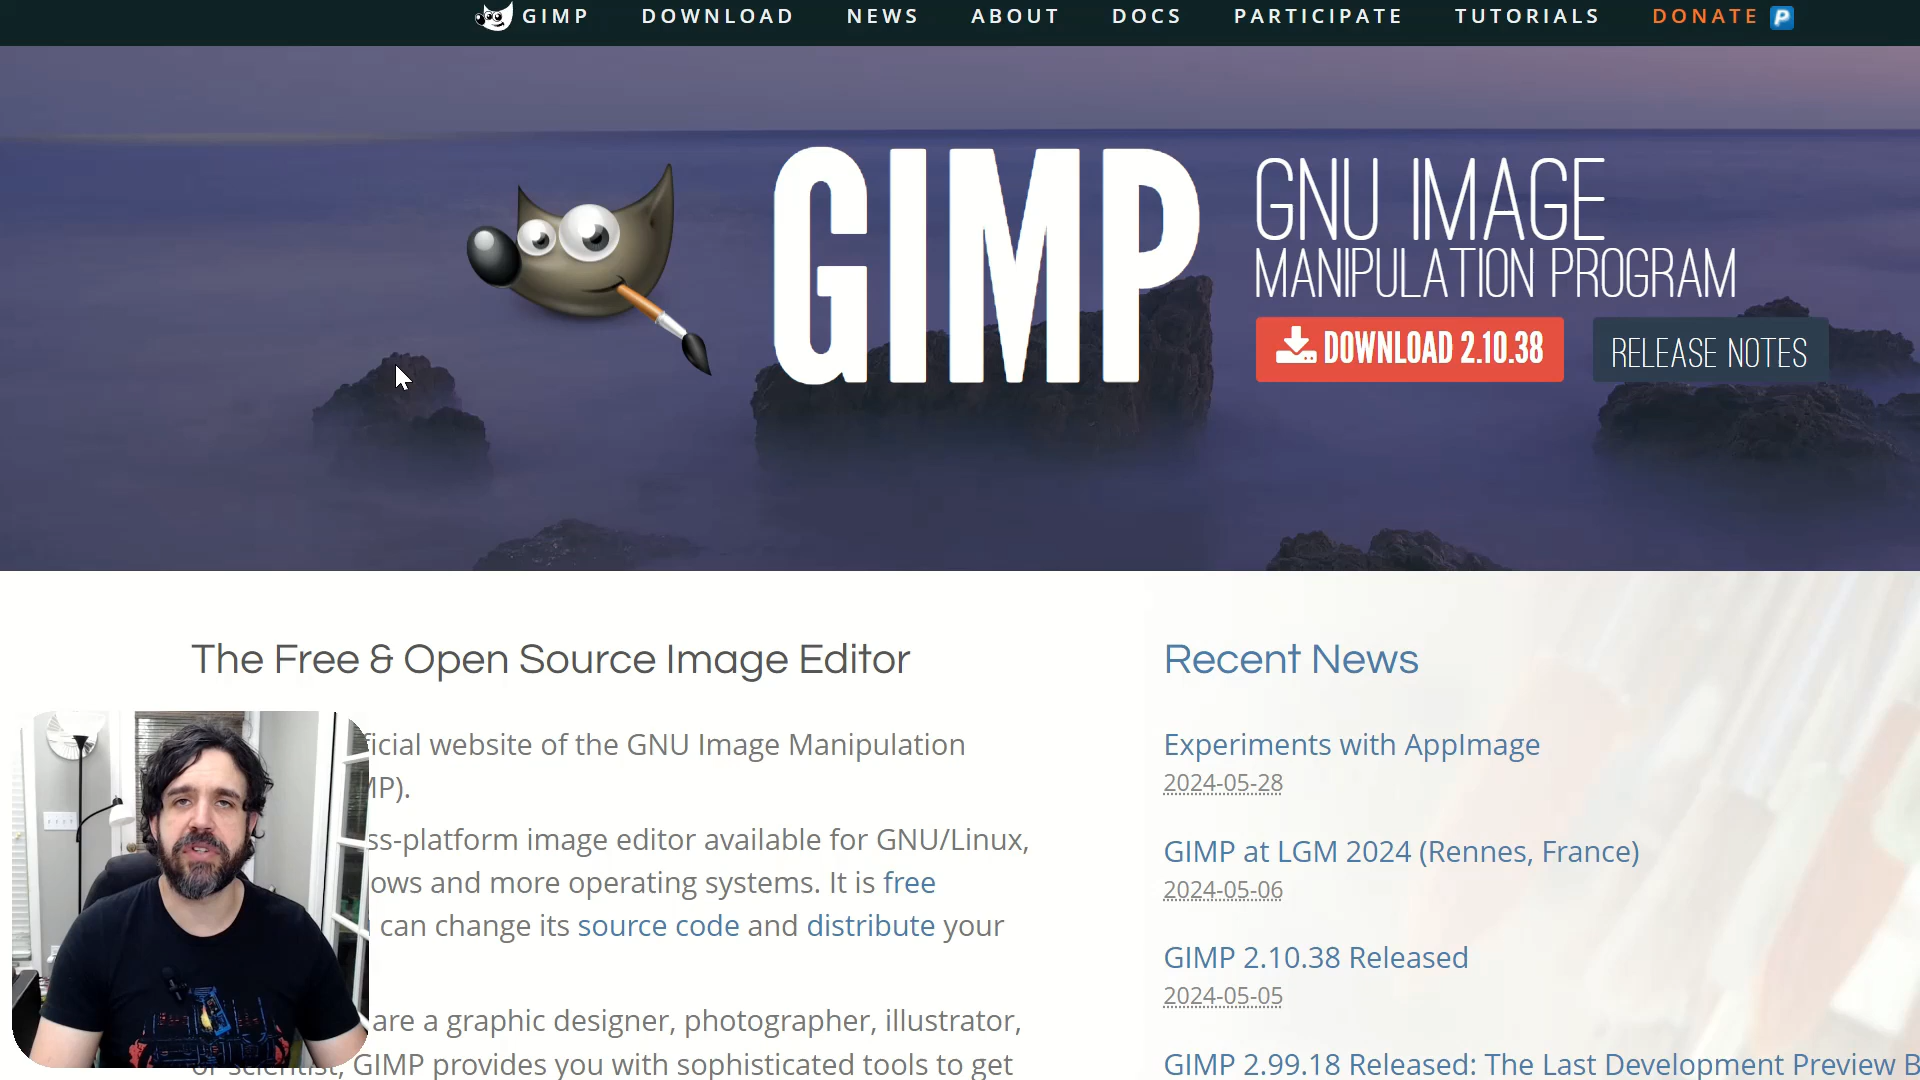 GIMP DOWNLOAD NEWS ABOUT DOCS PARTICIPATE TUTORIALS DONATE P
GIMP
GNU IMAGE
MANIPULATION PROGRAM
DOWNLOAD 2.10.38 RELEASE NOTES
The Free & Open Source Image Editor
ficial website of the GNU Image Manipulation
MP).
ss-platform image editor available for GNU/Linux,
ows and more operating systems. It is free
can change its source code and distribute your
are a graphic designer, photographer, illustrator,
or scientist, GIMP provides you with sophisticated tools to get
Recent News
Experiments with AppImage
2024-05-28
GIMP at LGM 2024 (Rennes, France)
2024-05-06
GIMP 2.10.38 Released
2024-05-05
GIMP 2.99.18 Released: The Last Development Preview B